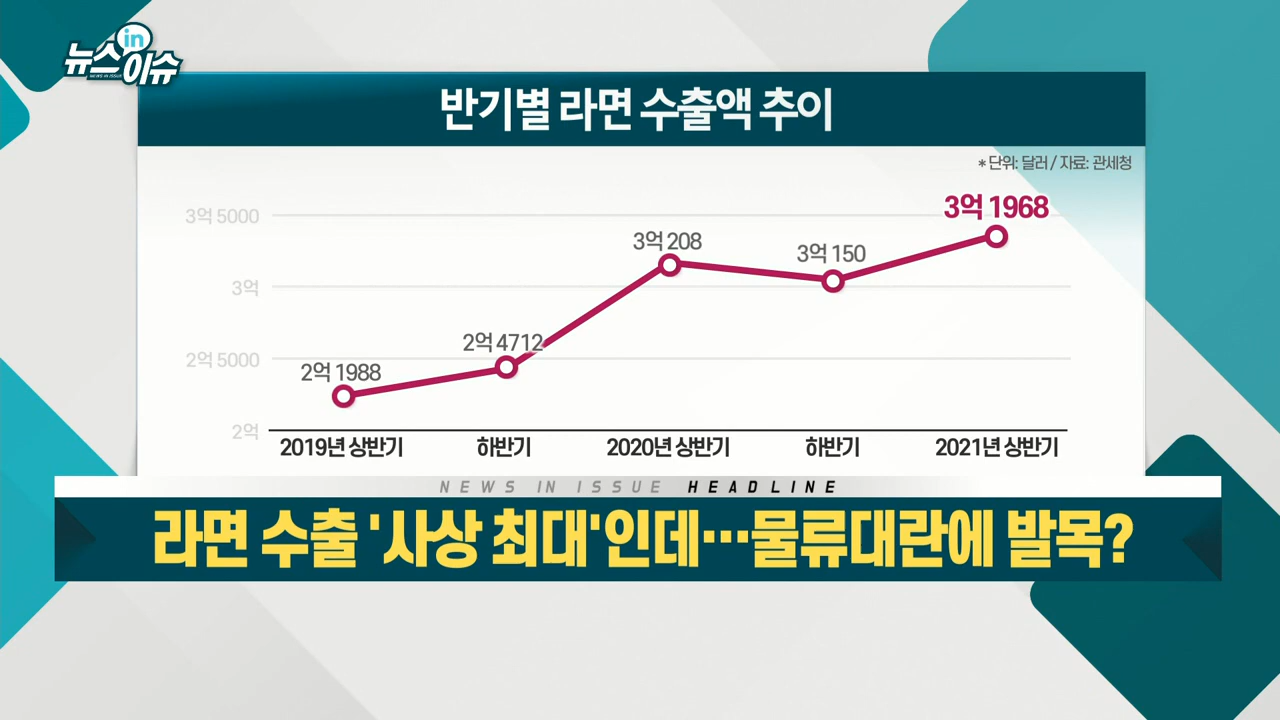 뉴스in이슈
NEWS IN ISSUE
반기별 라면 수출액 추이
* 단위: 달러 / 자료: 관세청
3억 5000
3억
2억 5000
2억
2억 1988
2억 4712
3억 208
3억 150
3억 1968
2019년 상반기 하반기 2020년 상반기 하반기 2021년 상반기
NEWS IN ISSUE HEADLINE
라면 수출 '사상 최대'인데…물류대란에 발목?